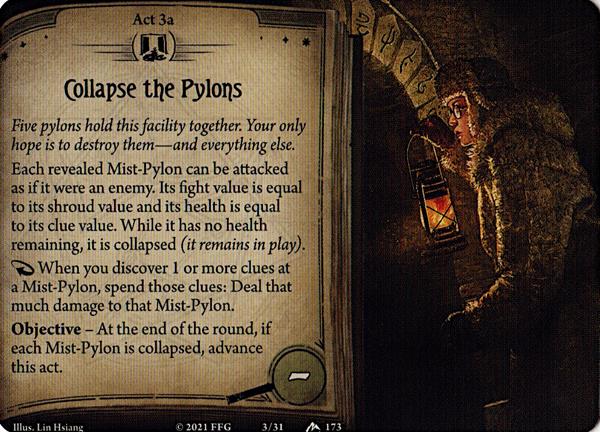 Act 3a
Collapse the Pylons
Five pylons hold this facility together. Your only
hope is to destroy them—and everything else.
Each revealed Mist-Pylon can be attacked
as if it were an enemy. Its fight value is equal
to its shroud value and its health is equal
to its clue value. While it has no health
remaining, it is collapsed (it remains in play).
When you discover 1 or more clues at
a Mist-Pylon, spend those clues: Deal that
much damage to that Mist-Pylon.
Objective – At the end of the round, if
each Mist-Pylon is collapsed, advance
this act.
–
Illus. Lin Hsiang © 2021 FFG 3/31 173